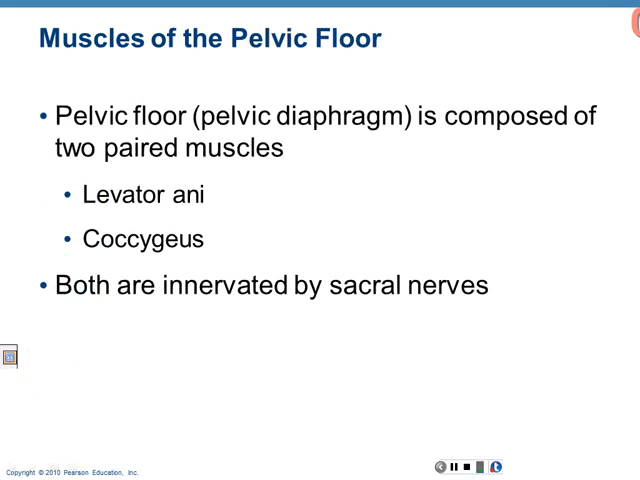 Muscles of the Pelvic Floor
• Pelvic floor (pelvic diaphragm) is composed of
two paired muscles
• Levator ani
• Coccygeus
• Both are innervated by sacral nerves
Copyright © 2010 Pearson Education, Inc.